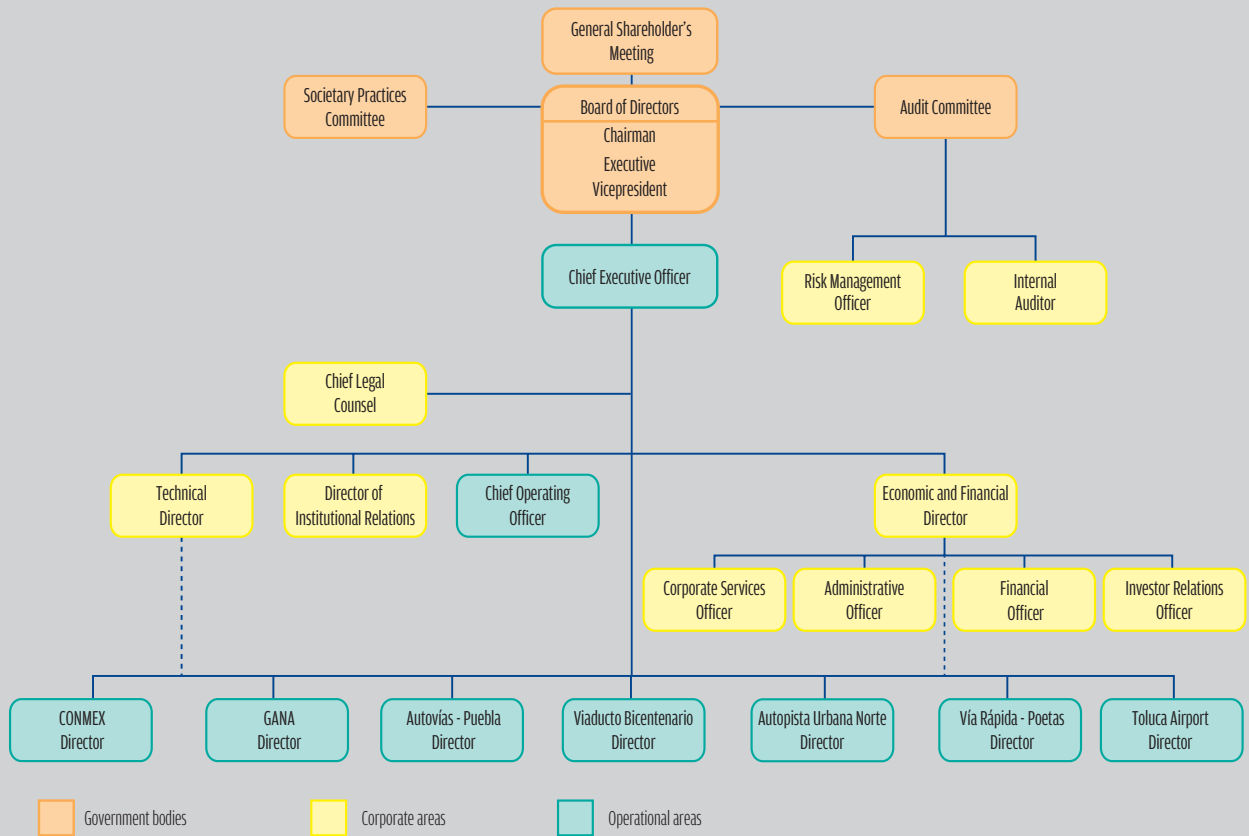 General Shareholder's
Meeting
Societary Practices
Committee
Board of Directors
Chairman
Executive
Vicepresident
Audit Committee
Chief Executive Officer
Risk Management
Officer
Internal
Auditor
Chief Legal
Counsel
Technical
Director
Director of
Institutional Relations
Chief Operating
Officer
Economic and Financial
Director
Corporate Services
Officer
Administrative
Officer
Financial
Officer
Investor Relations
Officer
CONMEX
Director
GANA
Director
Autovías - Puebla
Director
Viaducto Bicentenario
Director
Autopista Urbana Norte
Director
Vía Rápida - Poetas
Director
Toluca Airport
Director
Government bodies
Corporate areas
Operational areas